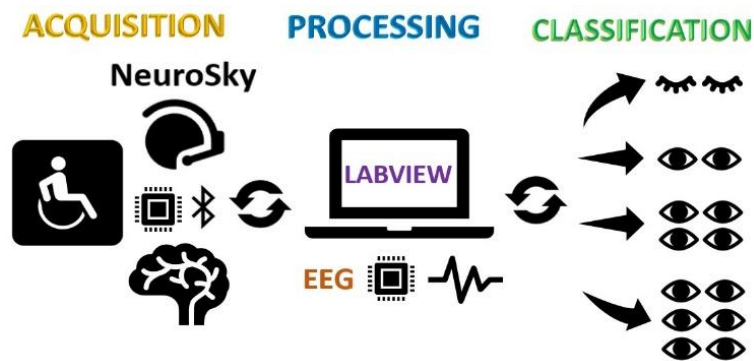 ACQUISITION
PROCESSING
CLASSIFICATION
NeuroSky
LABVIEW
EEG